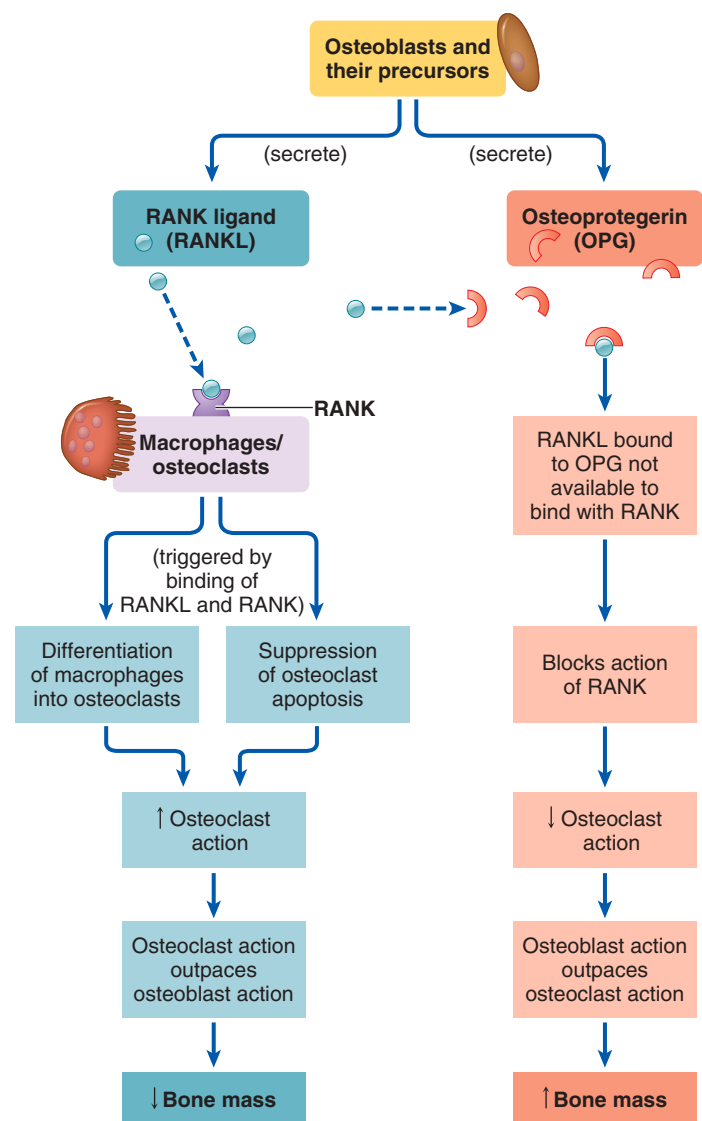 Osteoblasts and
their precursors
(secrete)
(secrete)
RANK ligand
(RANKL)
Osteoprotegerin
(OPG)
RANK
Macrophages/
osteoclasts
RANKL bound
to OPG not
available to
bind with RANK
(triggered by
binding of
RANKL and RANK)
Differentiation
of macrophages
into osteoclasts
Suppression
of osteoclast
apoptosis
Blocks action
of RANK
↑ Osteoclast
action
↓ Osteoclast
action
Osteoclast action
outpaces
osteoblast action
Osteoblast action
outpaces
osteoclast action
↓ Bone mass
↑ Bone mass